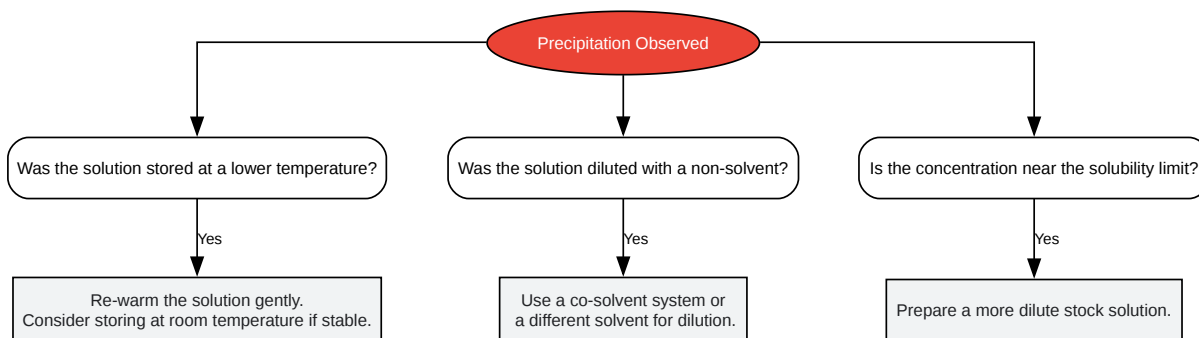 Precipitation Observed
Was the solution stored at a lower temperature?
Was the solution diluted with a non-solvent?
Is the concentration near the solubility limit?
Yes
Yes
Yes
Re-warm the solution gently.
Consider storing at room temperature if stable.
Use a co-solvent system or
a different solvent for dilution.
Prepare a more dilute stock solution.